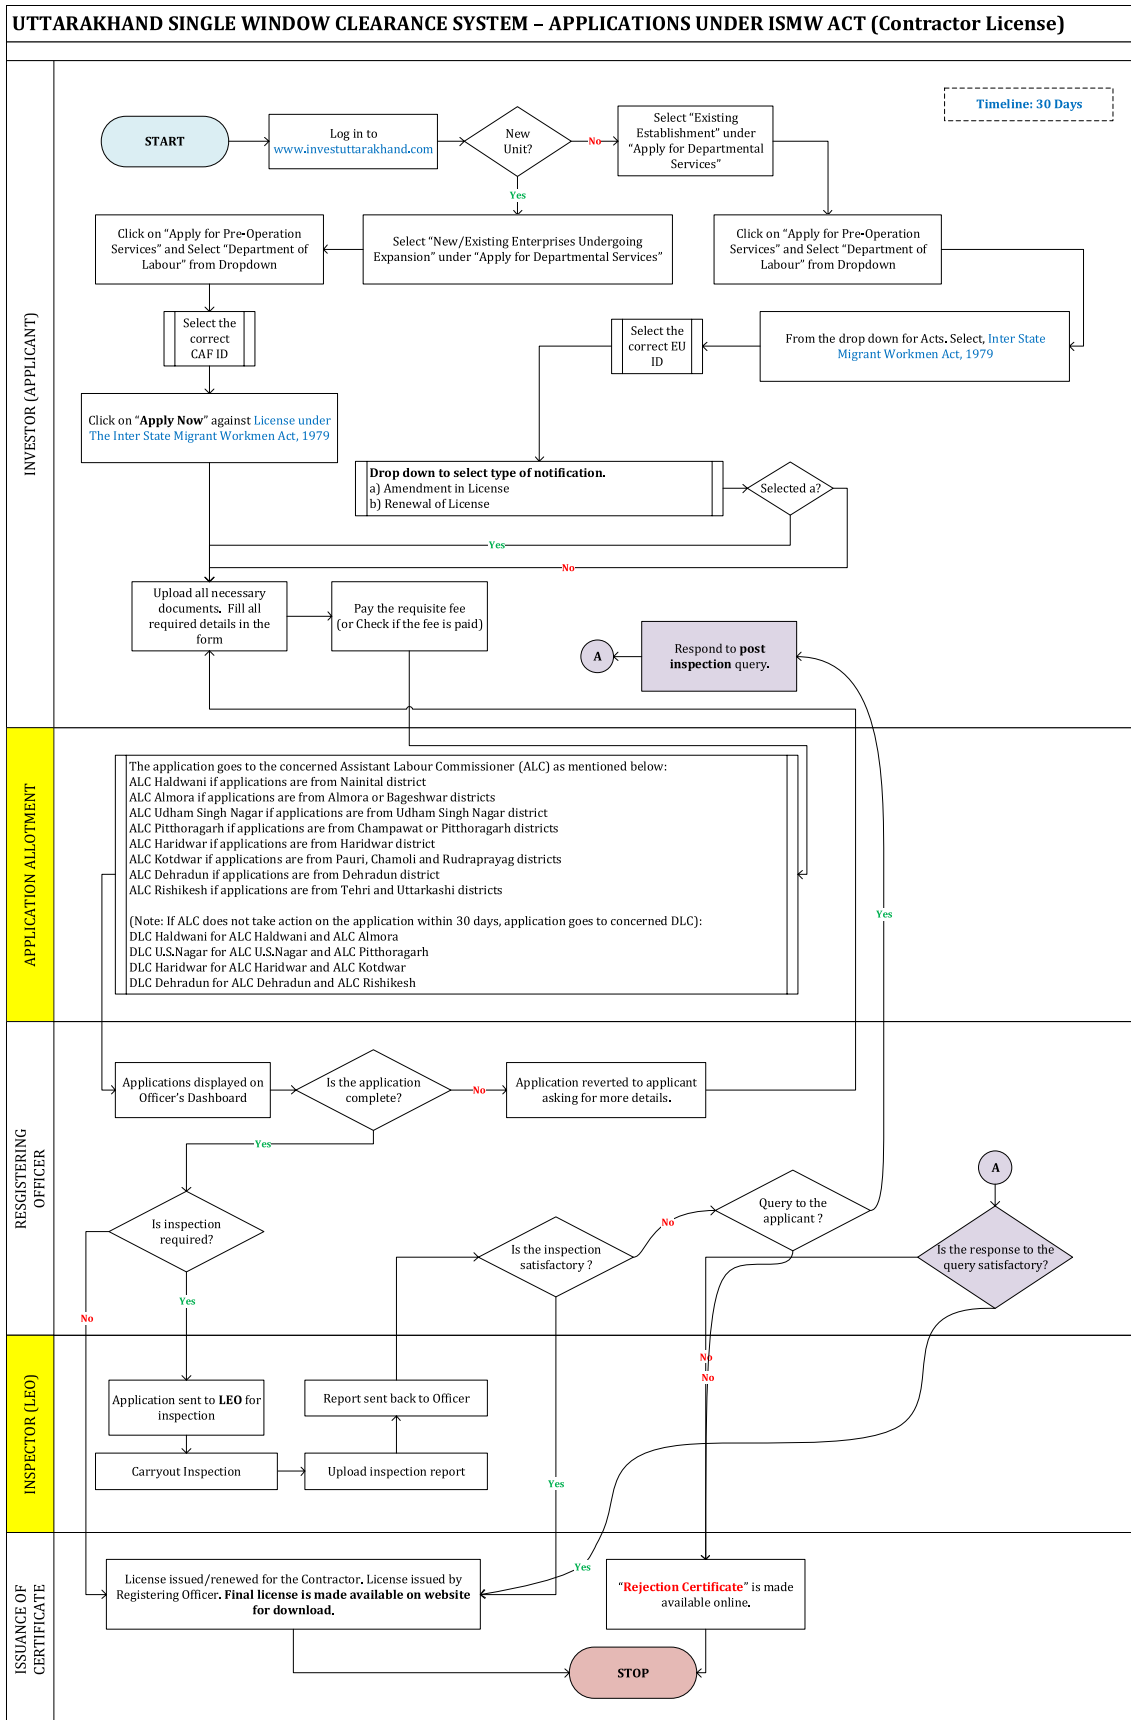 UTTARAKHAND SINGLE WINDOW CLEARANCE SYSTEM – APPLICATIONS UNDER ISMW ACT (Contractor License)
Timeline: 30 Days
INVESTOR (APPLICANT)
START
Log in to
www.investuttarakhand.com
New
Unit?
No
Select “Existing
Establishment” under
“Apply for Departmental
Services”
Yes
Click on “Apply for Pre-Operation
Services” and Select “Department of
Labour” from Dropdown
Select “New/Existing Enterprises Undergoing
Expansion” under “Apply for Departmental Services”
Click on “Apply for Pre-Operation
Services” and Select “Department of
Labour” from Dropdown
Select the
correct
CAF ID
Select the
correct EU
ID
From the drop down for Acts. Select, Inter State
Migrant Workmen Act, 1979
Click on “Apply Now” against License under
The Inter State Migrant Workmen Act, 1979
Drop down to select type of notification.
a) Amendment in License
b) Renewal of License
Selected a?
Yes
No
Upload all necessary
documents. Fill all
required details in the
form
Pay the requisite fee
(or Check if the fee is paid)
A
Respond to post
inspection query.
APPLICATION ALLOTMENT
The application goes to the concerned Assistant Labour Commissioner (ALC) as mentioned below:
ALC Haldwani if applications are from Nainital district
ALC Almora if applications are from Almora or Bageshwar districts
ALC Udham Singh Nagar if applications are from Udham Singh Nagar district
ALC Pitthoragarh if applications are from Champawat or Pitthoragarh districts
ALC Haridwar if applications are from Haridwar district
ALC Kotdwar if applications are from Pauri, Chamoli and Rudraprayag districts
ALC Dehradun if applications are from Dehradun district
ALC Rishikesh if applications are from Tehri and Uttarkashi districts
(Note: If ALC does not take action on the application within 30 days, application goes to concerned DLC):
DLC Haldwani for ALC Haldwani and ALC Almora
DLC U.S.Nagar for ALC U.S.Nagar and ALC Pitthoragarh
DLC Haridwar for ALC Haridwar and ALC Kotdwar
DLC Dehradun for ALC Dehradun and ALC Rishikesh
Yes
RESGISTERING
OFFICER
Applications displayed on
Officer’s Dashboard
Is the application
complete?
No
Application reverted to applicant
asking for more details.
Yes
A
Is inspection
required?
Is the inspection
satisfactory ?
No
Query to the
applicant ?
Is the response to the
query satisfactory?
Yes
No
INSPECTOR (LEO)
No
No
Application sent to LEO for
inspection
Report sent back to Officer
Carryout Inspection
Upload inspection report
Yes
ISSUANCE OF
CERTIFICATE
Yes
License issued/renewed for the Contractor. License issued by
Registering Officer. Final license is made available on website
for download.
“Rejection Certificate” is made
available online.
STOP